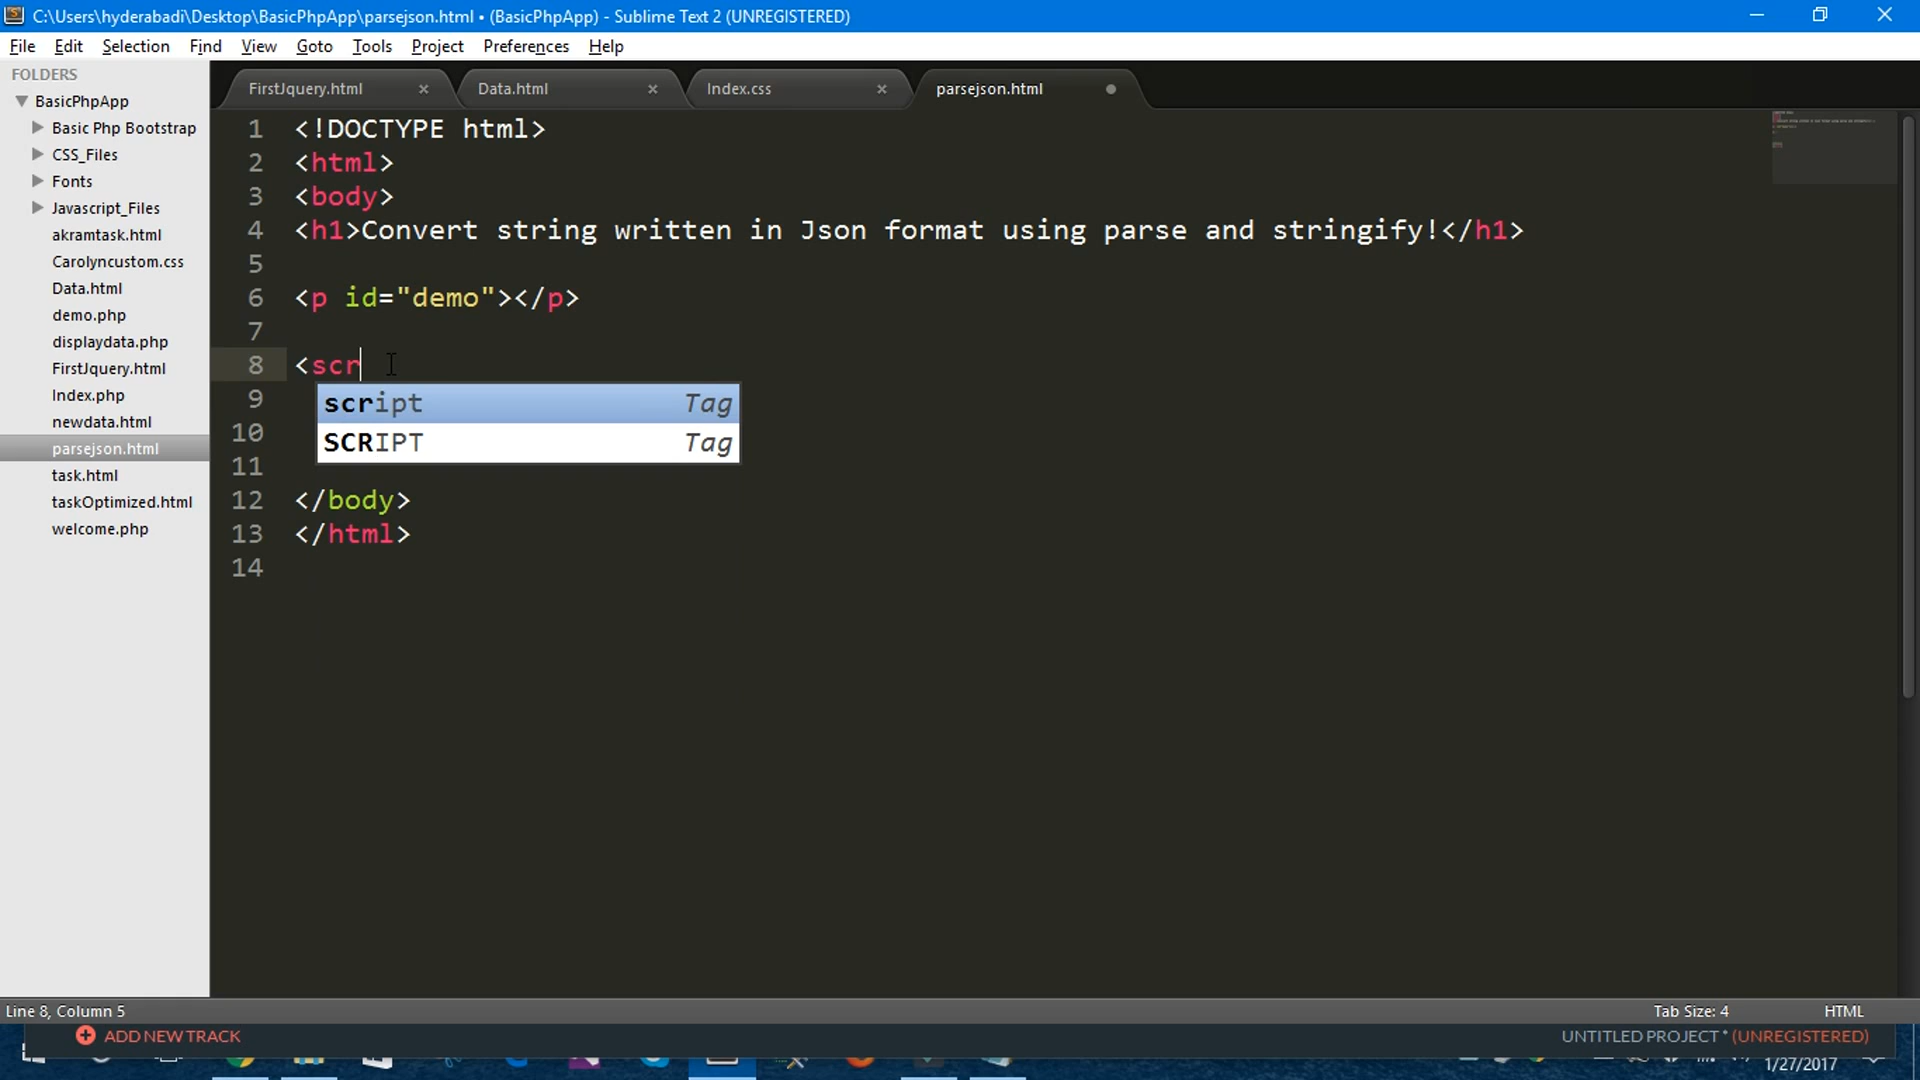 C:\Users\hyderabadi\Desktop\BasicPhpApp\parsejson.html • (BasicPhpApp) - Sublime Text 2 (UNREGISTERED)
File Edit Selection Find View Goto Tools Project Preferences Help
FOLDERS
BasicPhpApp
Basic Php Bootstrap
CSS_Files
Fonts
Javascript_Files
akramtask.html
Carolyncustom.css
Data.html
demo.php
displaydata.php
FirstJquery.html
Index.php
newdata.html
parsejson.html
task.html
taskOptimized.html
welcome.php
FirstJquery.html Data.html Index.css parsejson.html
1 <!DOCTYPE html>
2 <html>
3 <body>
4 <h1>Convert string written in Json format using parse and stringify!</h1>
5
6 <p id="demo"></p>
7
8 <scr
9 script Tag
10 SCRIPT Tag
11
12 </body>
13 </html>
14
Line 8, Column 5 Tab Size: 4 HTML
ADD NEW TRACK UNTITLED PROJECT * (UNREGISTERED)
1/27/2017